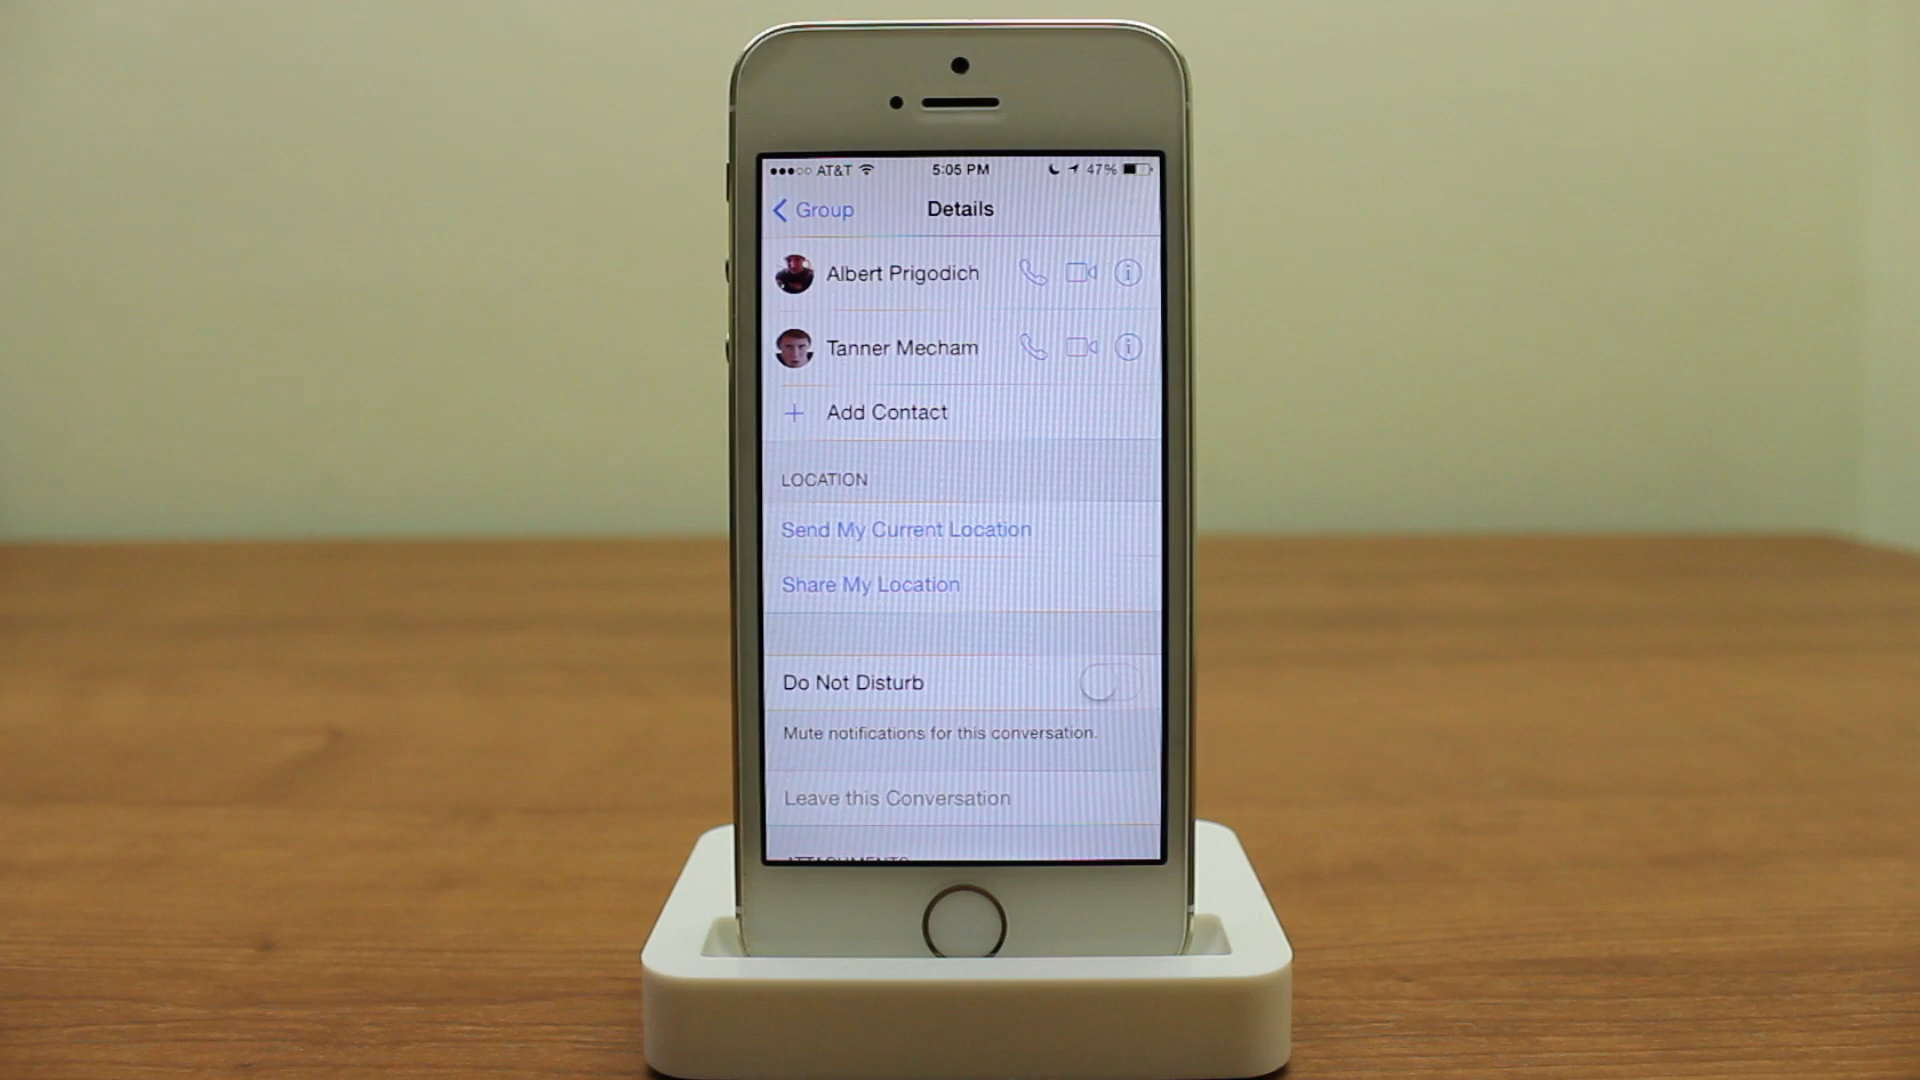 AT&T 5:05 PM 47%
Group Details
Albert Prigodich
Tanner Mecham
Add Contact
LOCATION
Send My Current Location
Share My Location
Do Not Disturb
Mute notifications for this conversation.
Leave this Conversation
ATTACHMENTS